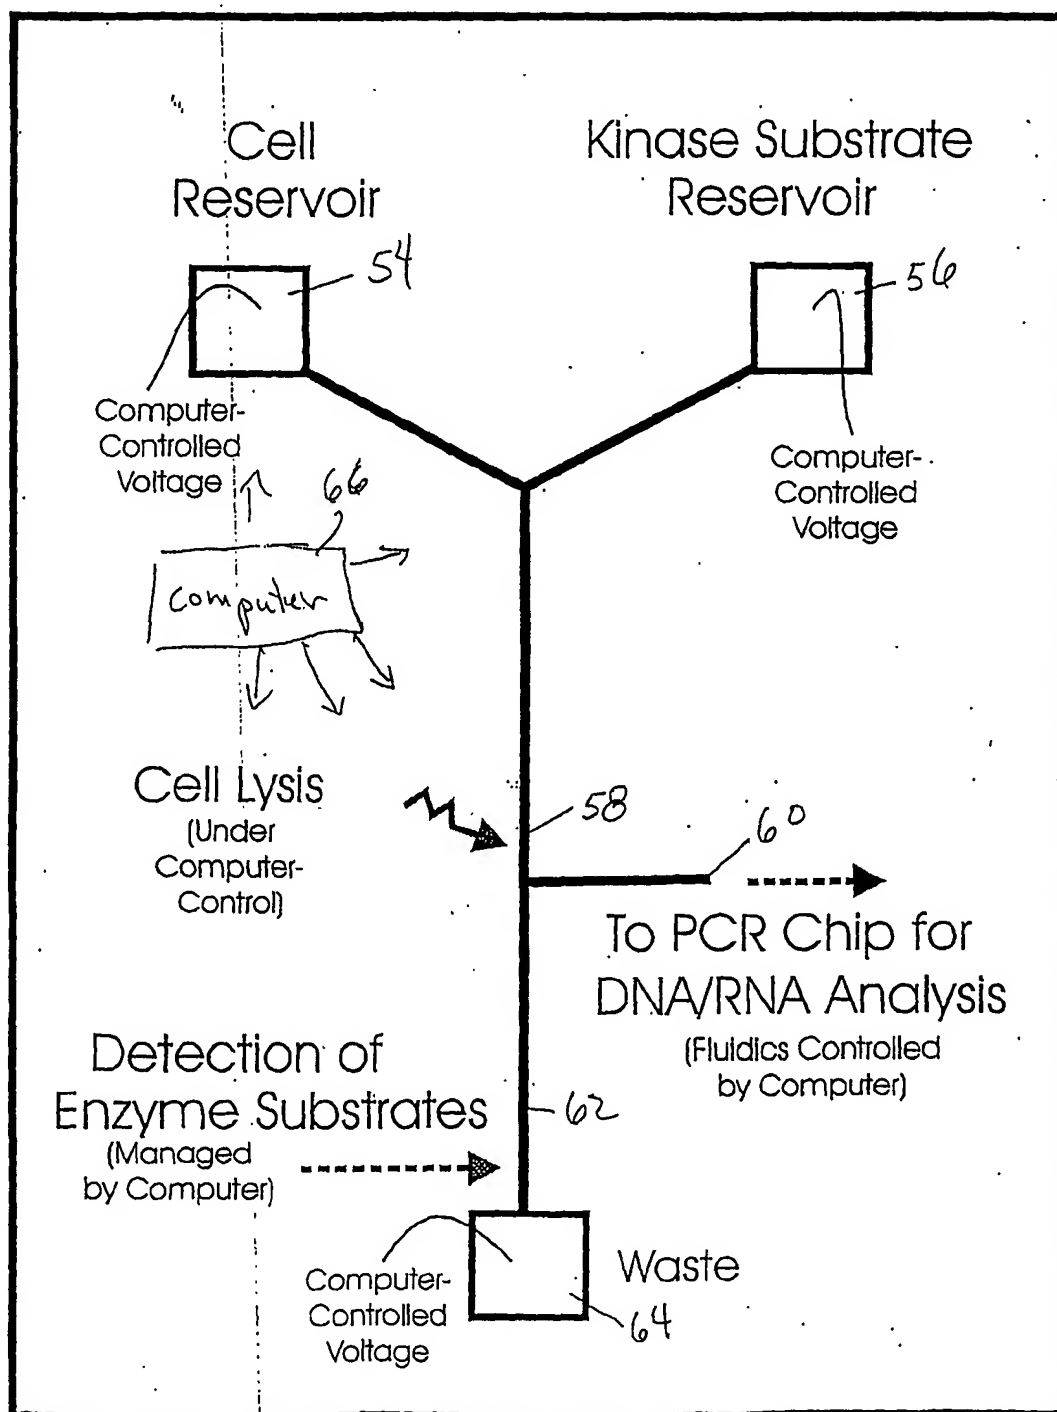 Cell
Reservoir
Kinase Substrate
Reservoir
54
56
Computer-
Controlled
Voltage
Computer-
Controlled
Voltage
66
Computer
Cell Lysis
(Under
Computer-
Control)
58
60
To PCR Chip for
DNA/RNA Analysis
(Fluidics Controlled
by Computer)
Detection of
Enzyme Substrates
(Managed
by Computer)
62
Computer-
Controlled
Voltage
Waste
64